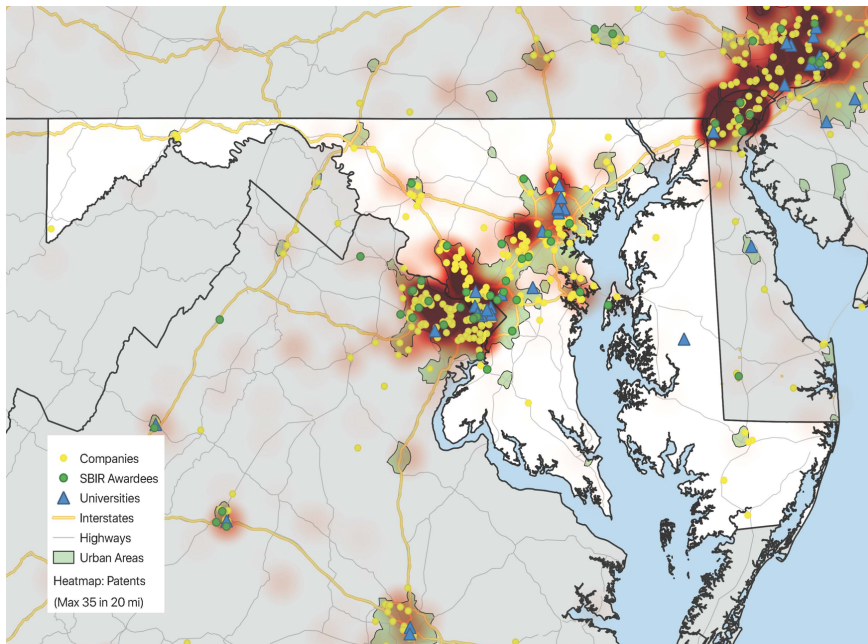 Companies
SBIR Awardees
Universities
Interstates
Highways
Urban Areas
Heatmap: Patents
(Max 35 in 20 mi)